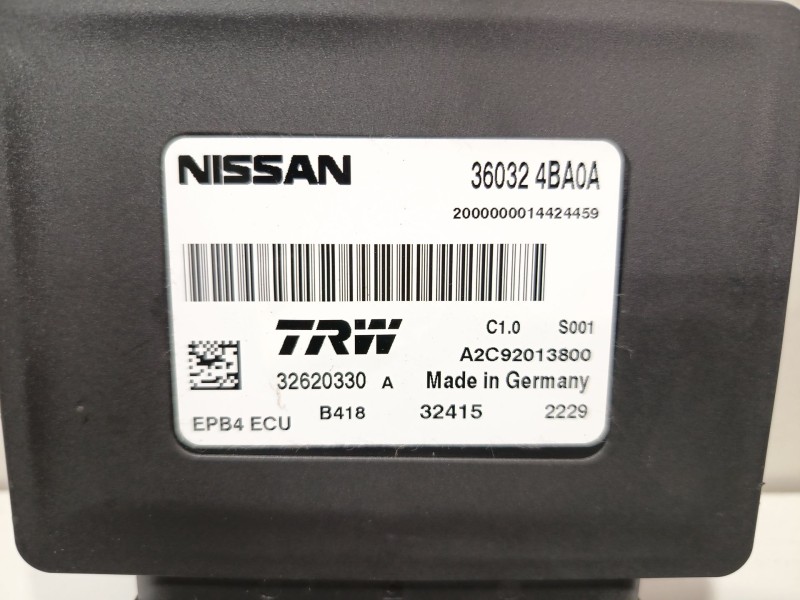 NISSAN 36032 4BA0A
2000000014424459
TRW C1.0 S001
A2C92013800
32620330 A Made in Germany
EPB4 ECU B418 32415 2229